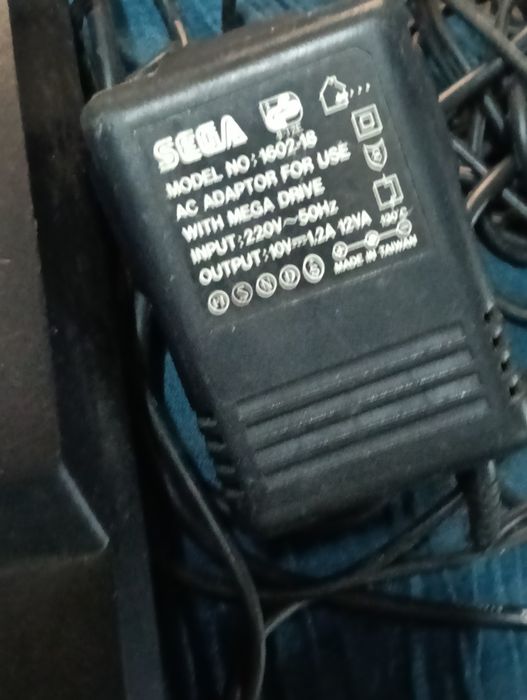 SEGA
MODEL NO : 1602-18
AC ADAPTOR FOR USE
WITH MEGA DRIVE
INPUT : 220V~50Hz
OUTPUT : 10V⎓1.2A 12VA
130°C
MADE IN TAIWAN
H S N D